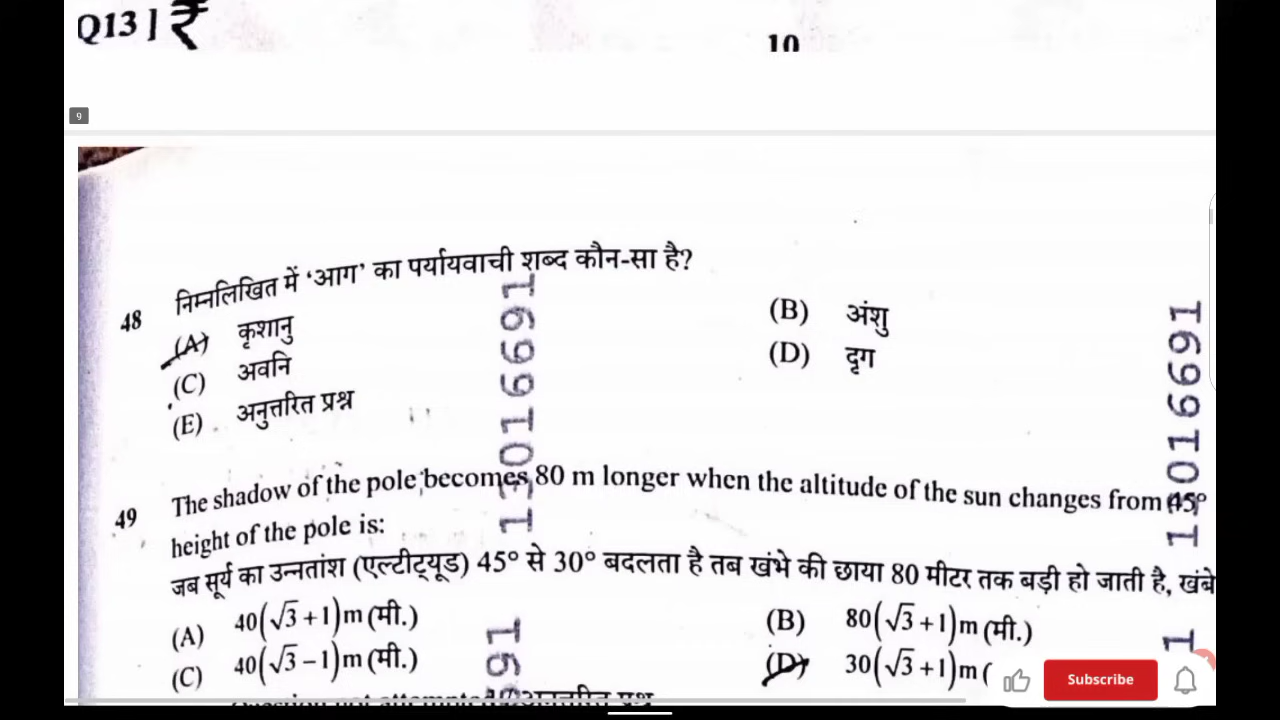 Q13 | ₹
10
9
48 निम्नलिखित में ‘आग’ का पर्यायवाची शब्द कौन-सा है?
(A) कृशानु (B) अंशु
(C) अवनि (D) दृग
(E) अनुत्तरित प्रश्न
49 The shadow of the pole becomes 80 m longer when the altitude of the sun changes from 45°
height of the pole is:
जब सूर्य का उन्नतांश (एल्टीट्यूड) 45° से 30° बदलता है तब खंभे की छाया 80 मीटर तक बड़ी हो जाती है, खंबे
(A) 40(√3+1)m (मी.) (B) 80(√3+1)m (मी.)
(C) 40(√3−1)m (मी.) (D) 30(√3+1)m (
Subscribe
13016691